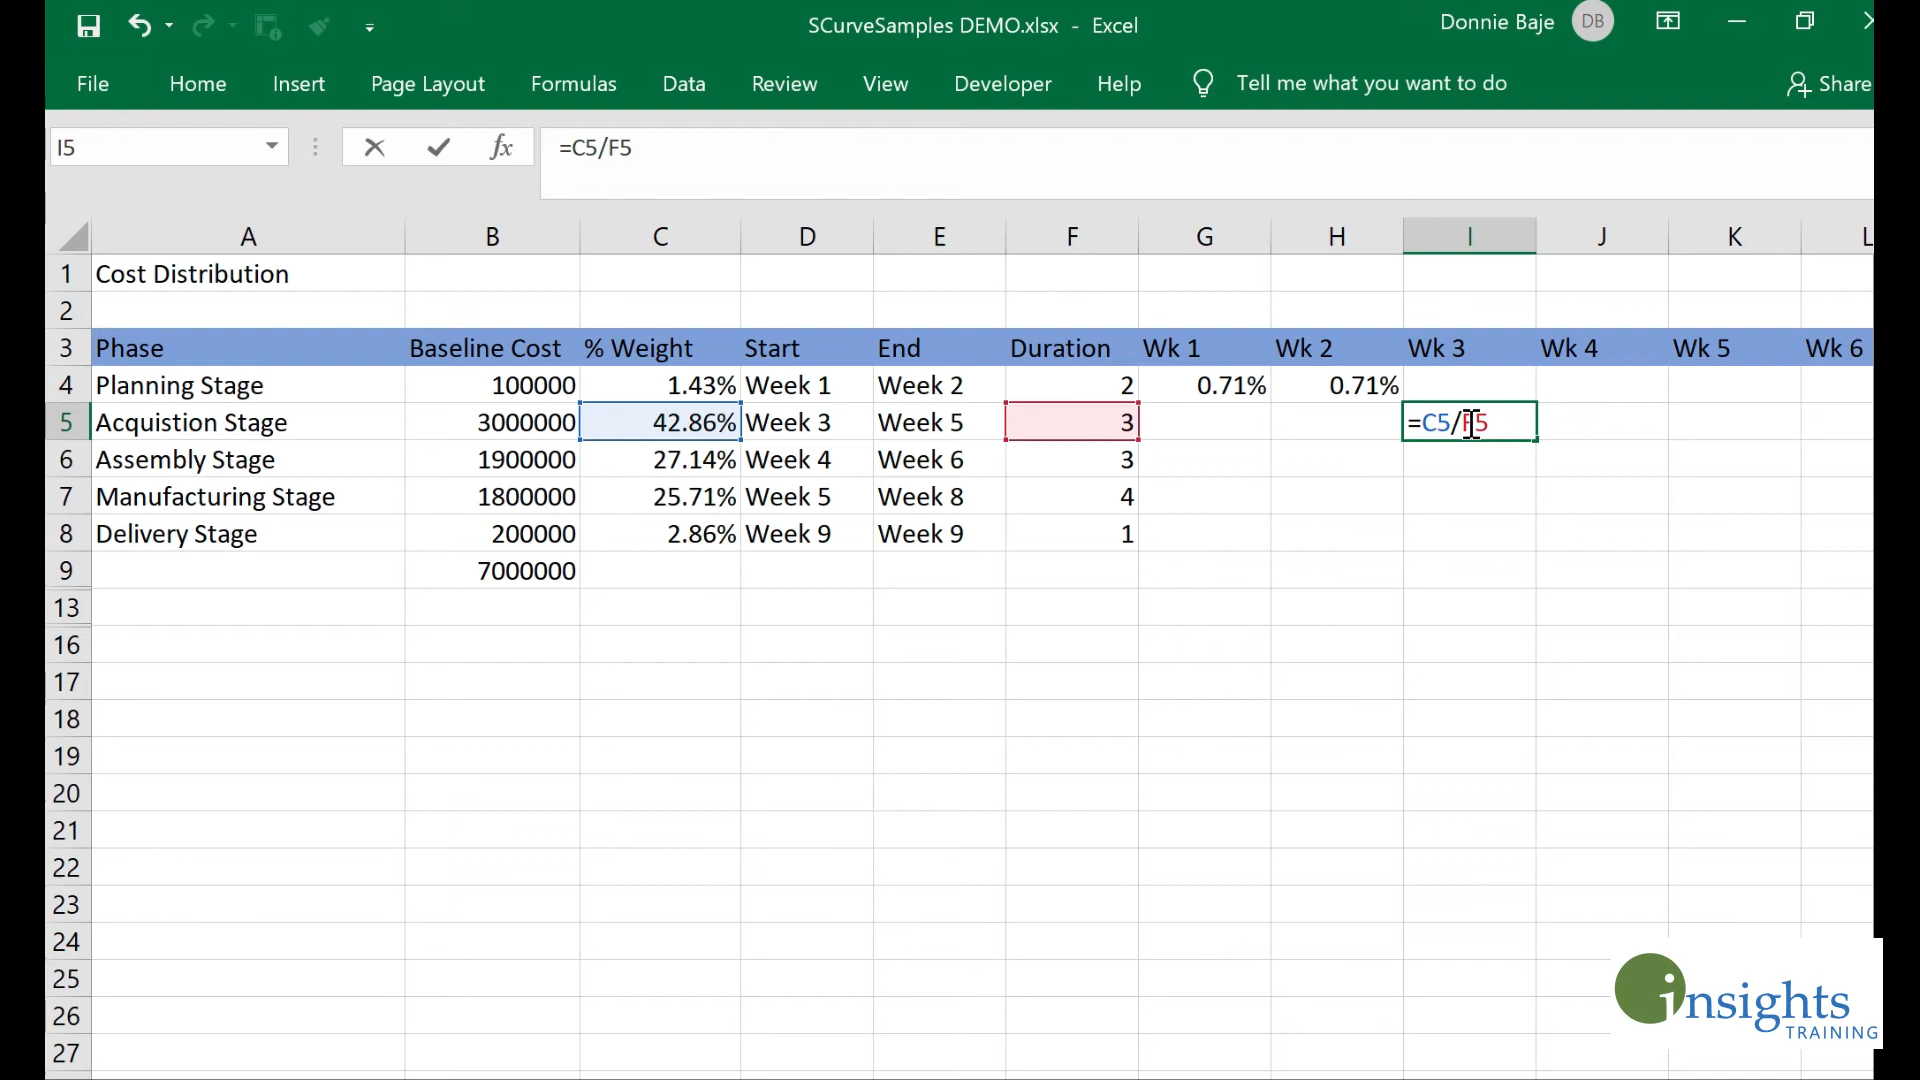 SCurveSamples DEMO.xlsx - Excel
Donnie Baje DB
File Home Insert Page Layout Formulas Data Review View Developer Help Tell me what you want to do Share
I5 fx =C5/F5
A B C D E F G H I J K L
1 Cost Distribution
2
3 Phase Baseline Cost % Weight Start End Duration Wk 1 Wk 2 Wk 3 Wk 4 Wk 5 Wk 6
4 Planning Stage 100000 1.43% Week 1 Week 2 2 0.71% 0.71%
5 Acquistion Stage 3000000 42.86% Week 3 Week 5 3 =C5/F5
6 Assembly Stage 1900000 27.14% Week 4 Week 6 3
7 Manufacturing Stage 1800000 25.71% Week 5 Week 8 4
8 Delivery Stage 200000 2.86% Week 9 Week 9 1
9 7000000
13
16
17
18
19
20
21
22
23
24
25
26
27
insights
TRAINING